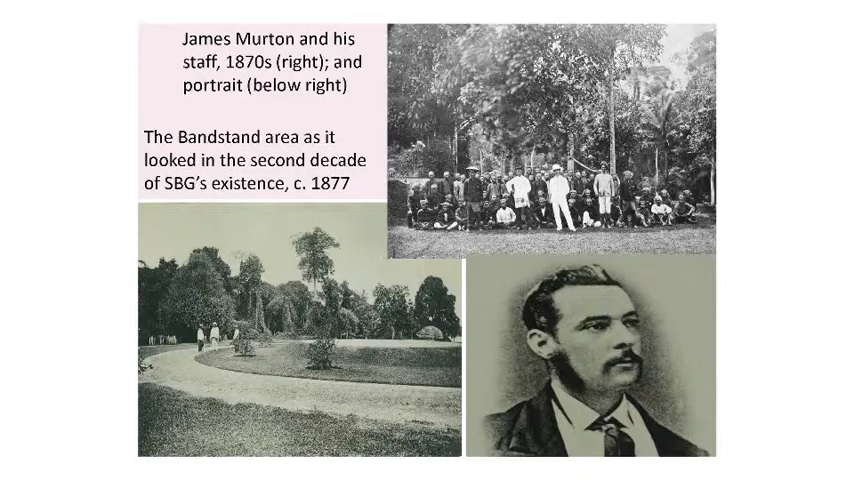 James Murton and his
staff, 1870s (right); and
portrait (below right)
The Bandstand area as it
looked in the second decade
of SBG's existence, c. 1877